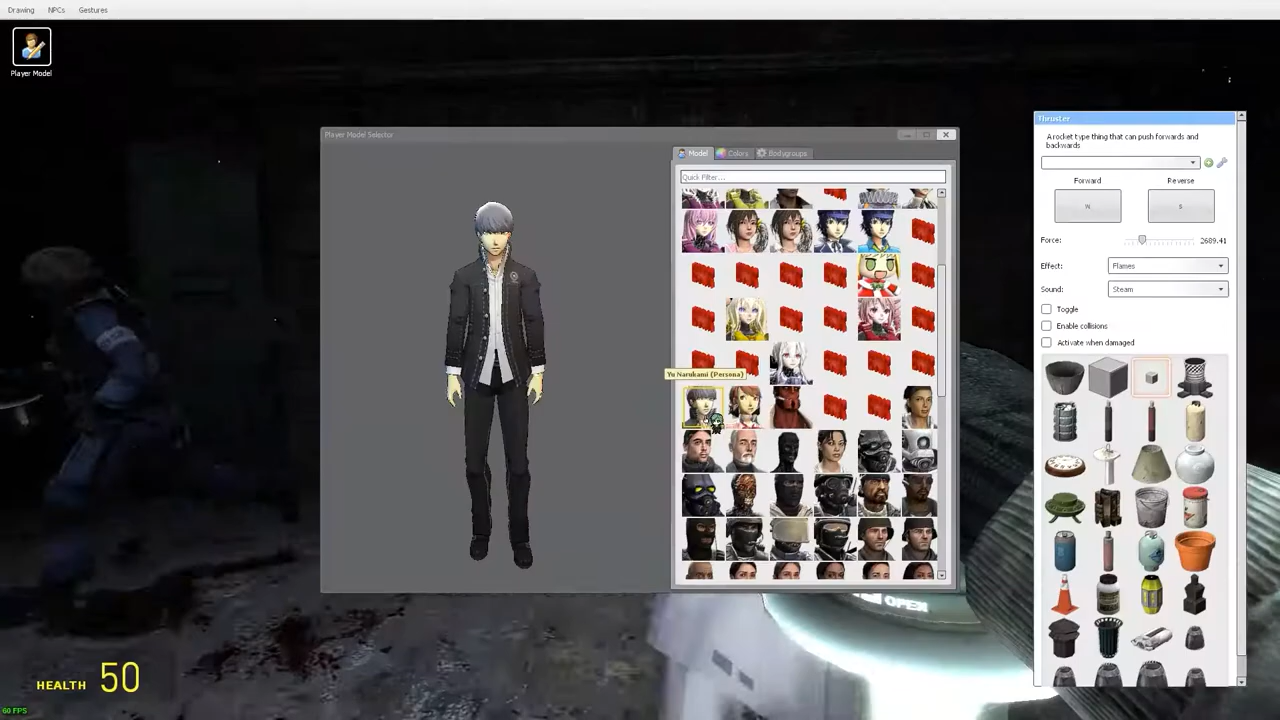 Drawing NPCs Gestures
Player Model
Player Model Selector
Model Colors Bodygroups
Quick Filter...
Yu Narukami (Persona)
Thruster
A rocket type thing that can push forwards and
backwards
Forward Reverse
W S
Force: 2689.41
Effect: Flames
Sound: Steam
Toggle
Enable collisions
Activate when damaged
OPEN
HEALTH 50
60 FPS